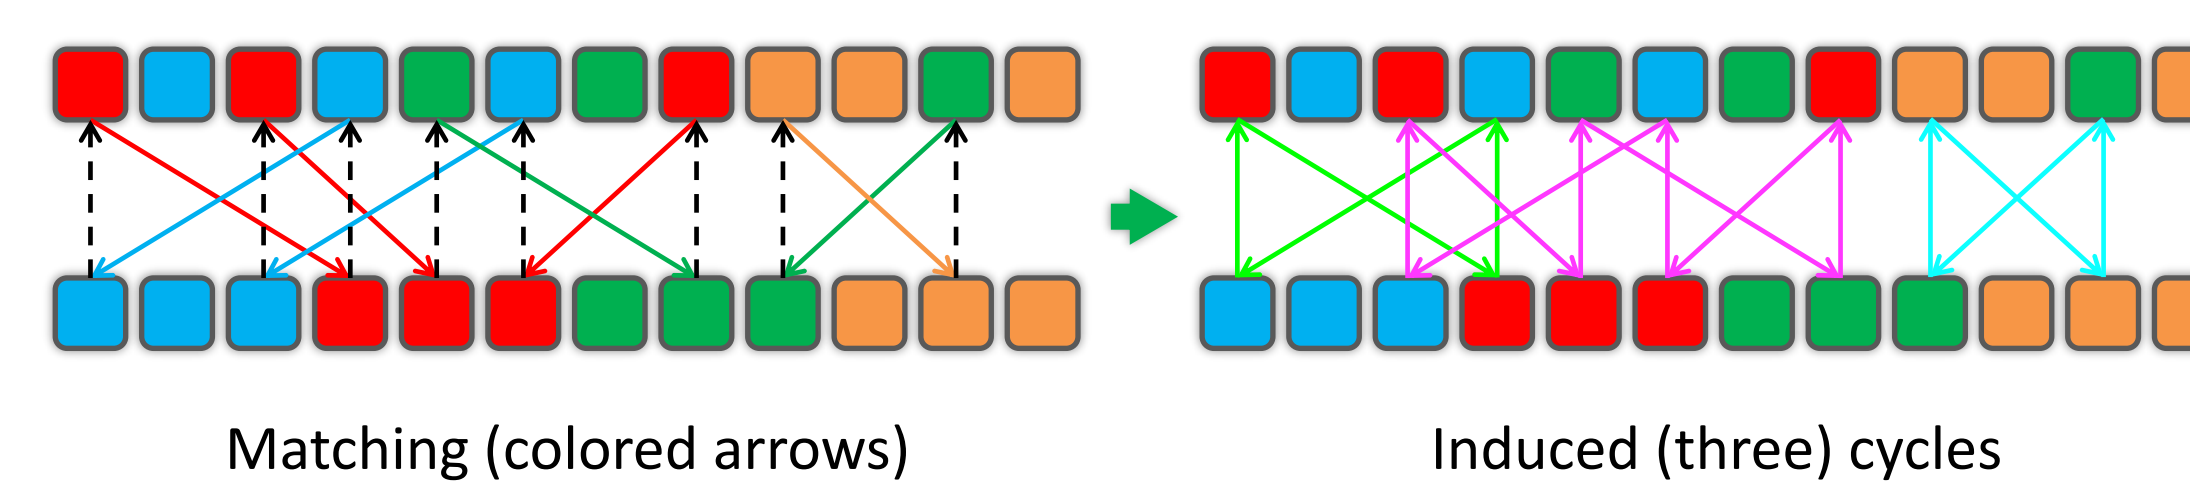 Matching (colored arrows)
Induced (three) cycles